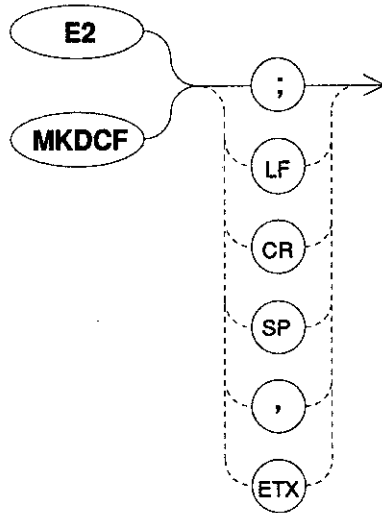 E2
;
MKDCF
LF
CR
SP
,
ETX